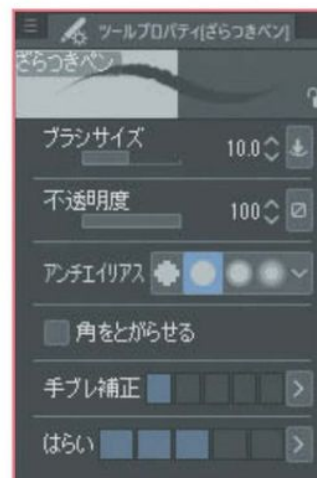 ツールプロパティ[ざらつきペン]
ざらつきペン
ブラシサイズ 10.0
不透明度 100
アンチエイリアス
角をとがらせる
手ブレ補正
はらい